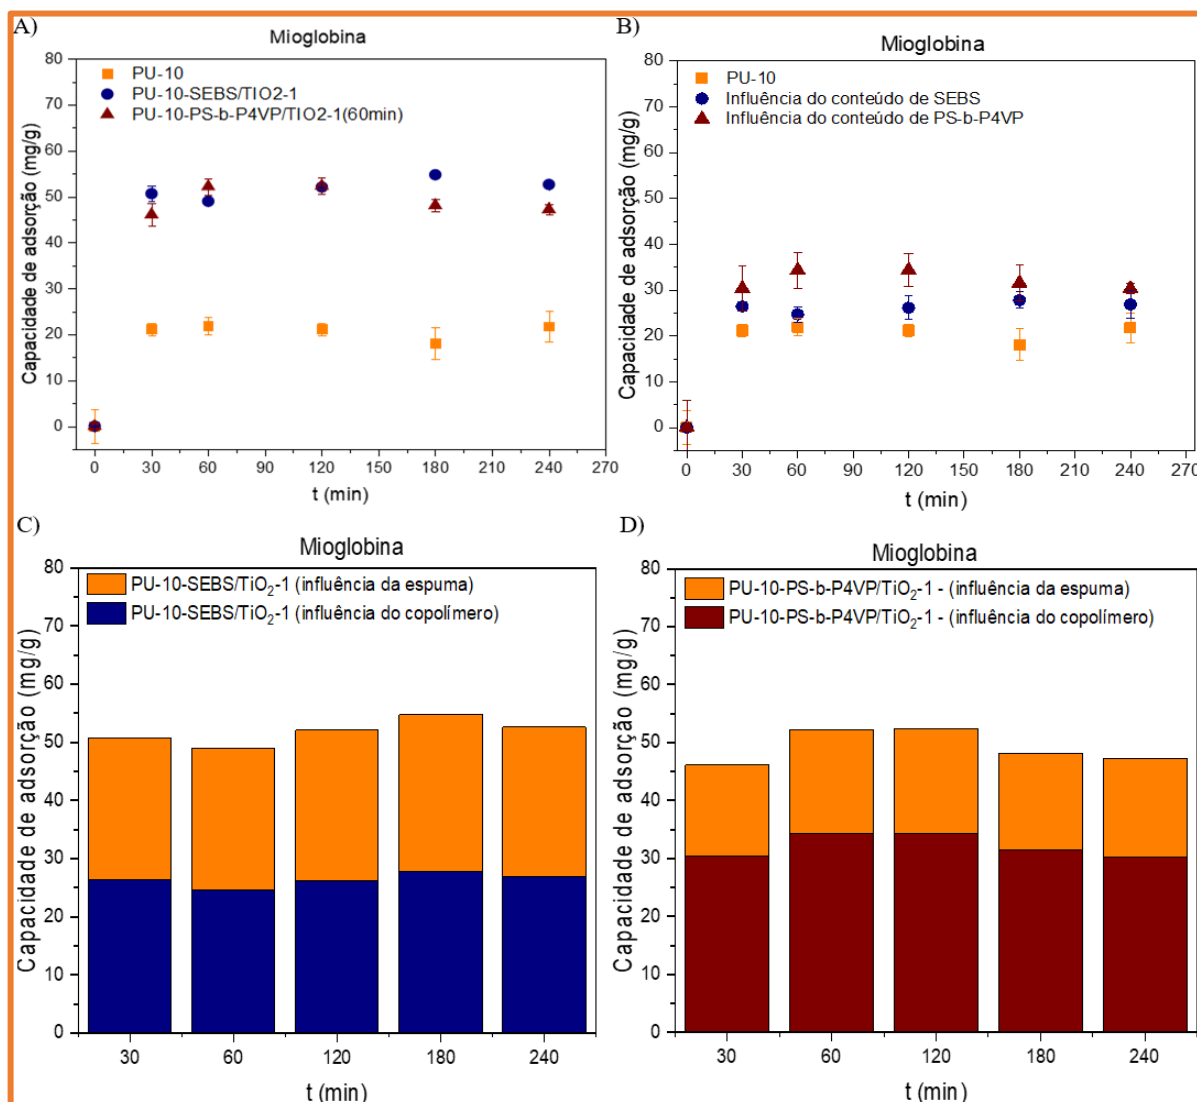 A)
Mioglobina
80
70
60
50
40
30
20
10
0
Capacidade de adsorção (mg/g)
PU-10
PU-10-SEBS/TIO2-1
PU-10-PS-b-P4VP/TIO2-1(60min)
0 30 60 90 120 150 180 210 240 270
t (min)
B)
Mioglobina
80
70
60
50
40
30
20
10
0
Capacidade de adsorção (mg/g)
PU-10
Influência do conteúdo de SEBS
Influência do conteúdo de PS-b-P4VP
0 30 60 90 120 150 180 210 240 270
t (min)
C)
Mioglobina
80
70
60
50
40
30
20
10
0
Capacidade de adsorção (mg/g)
PU-10-SEBS/TiO₂-1 (influência da espuma)
PU-10-SEBS/TiO₂-1 (influência do copolímero)
30 60 120 180 240
t (min)
D)
Mioglobina
80
70
60
50
40
30
20
10
0
Capacidade de adsorção (mg/g)
PU-10-PS-b-P4VP/TiO₂-1 - (influência da espuma)
PU-10-PS-b-P4VP/TiO₂-1 - (influência do copolímero)
30 60 120 180 240
t (min)